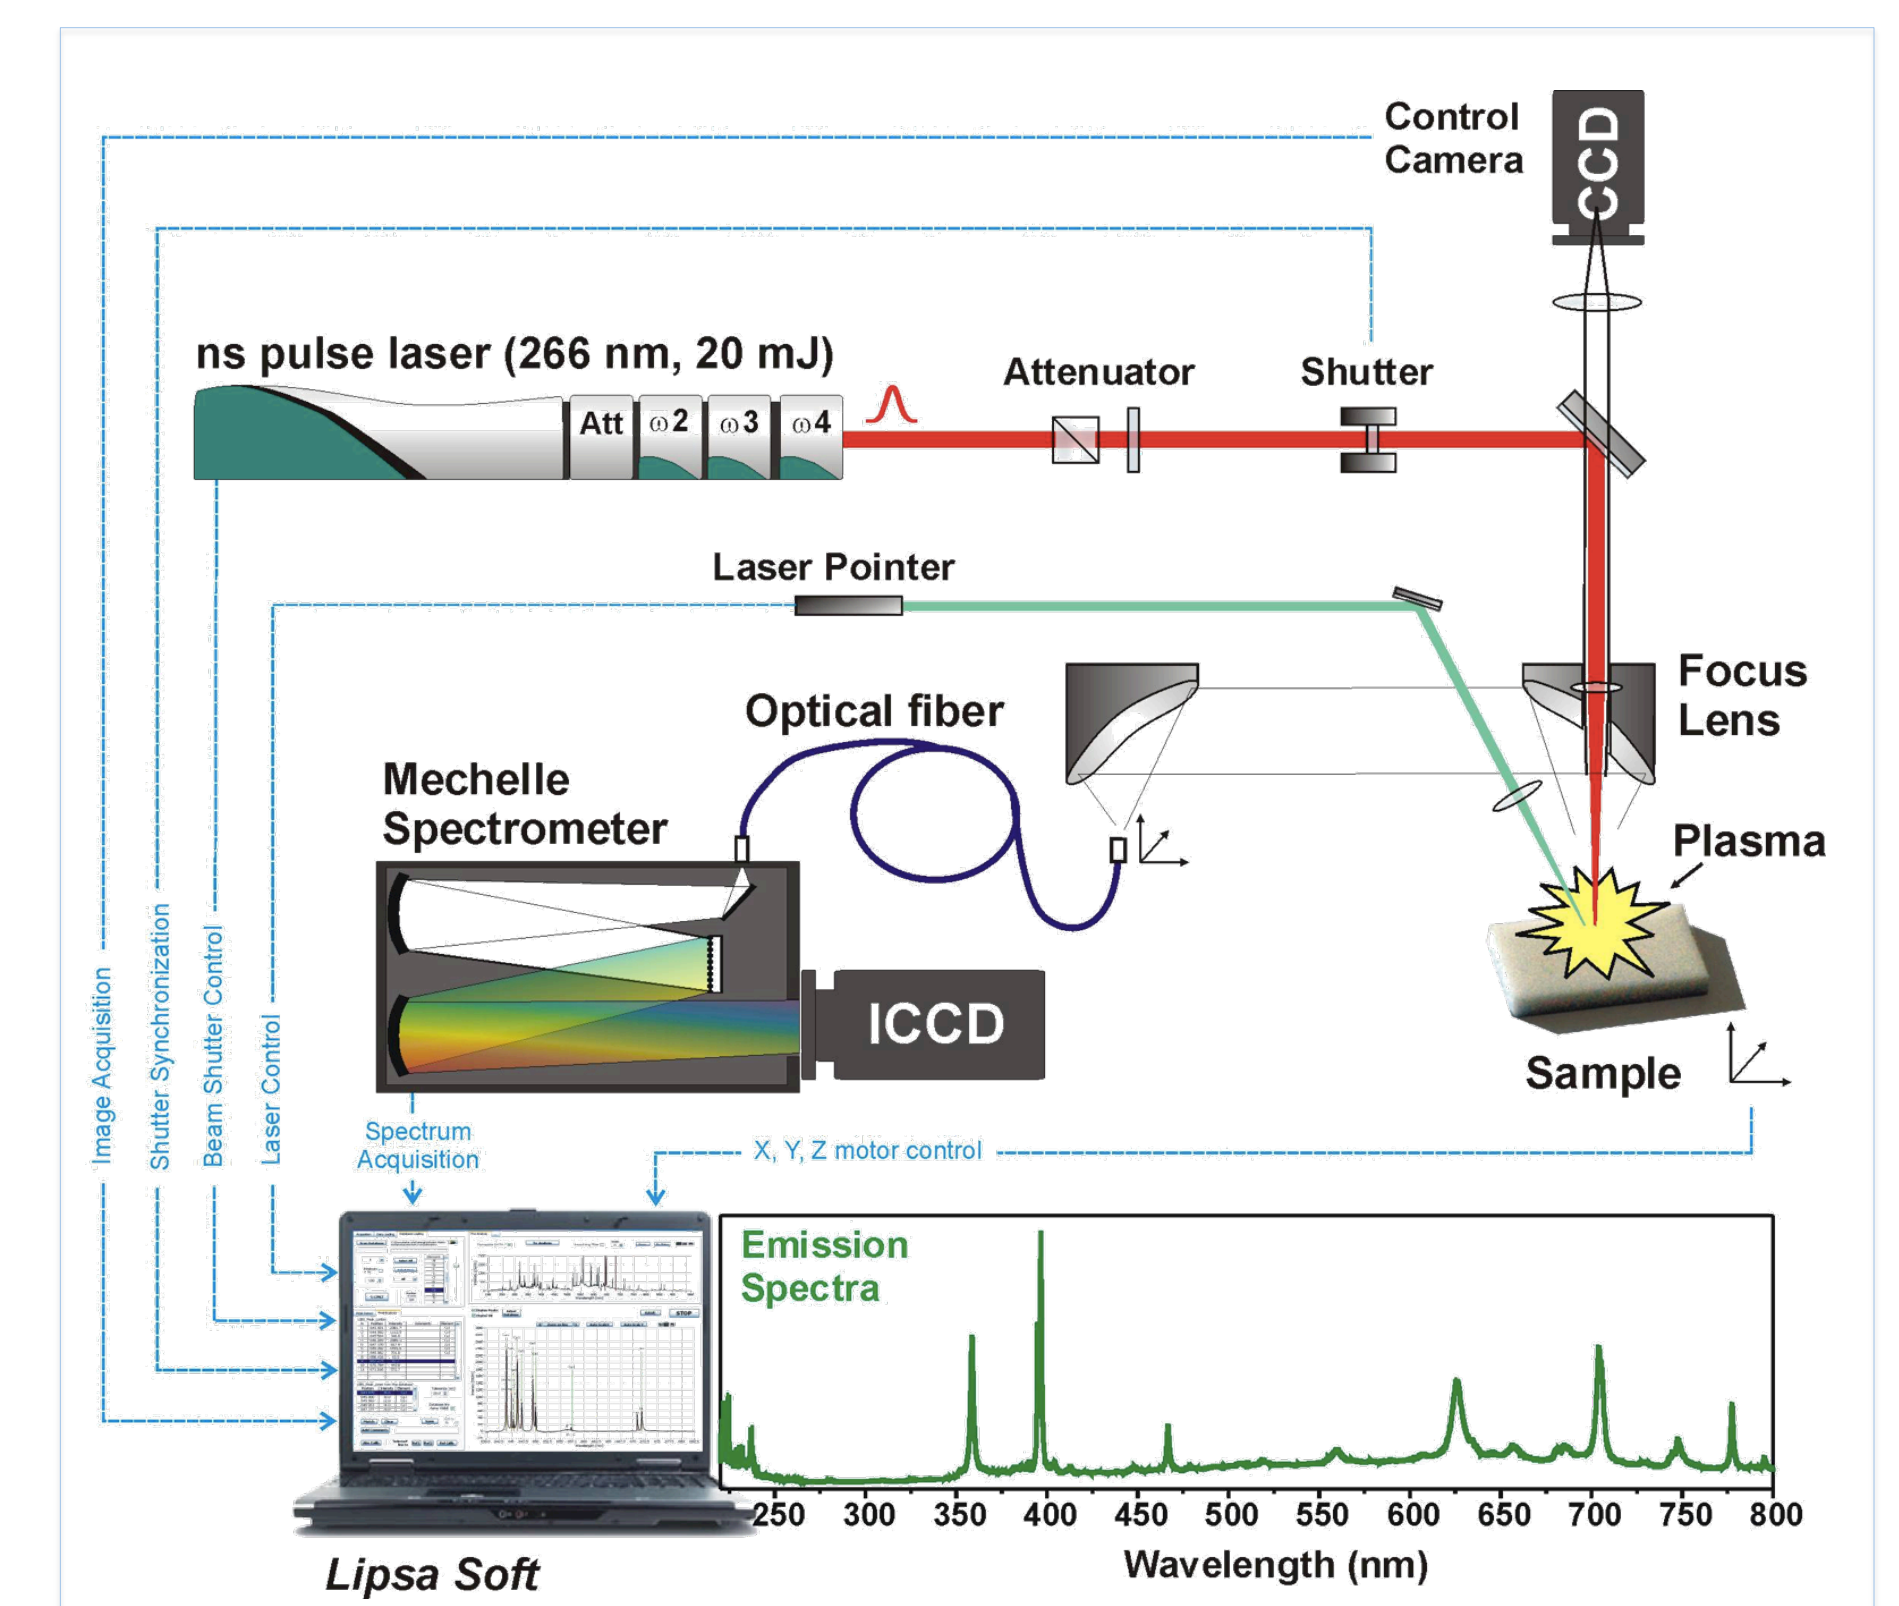 Control
Camera
CCD
ns pulse laser (266 nm, 20 mJ)
Attenuator
Shutter
Att
ω2
ω3
ω4
Laser Pointer
Focus
Lens
Optical fiber
Mechelle
Spectrometer
Plasma
ICCD
Sample
Image Acquisition
Shutter Synchronization
Beam Shutter Control
Laser Control
Spectrum
Acquisition
X, Y, Z motor control
Emission
Spectra
STOP
250 300 350 400 450 500 550 600 650 700 750 800
Wavelength (nm)
Lipsa Soft